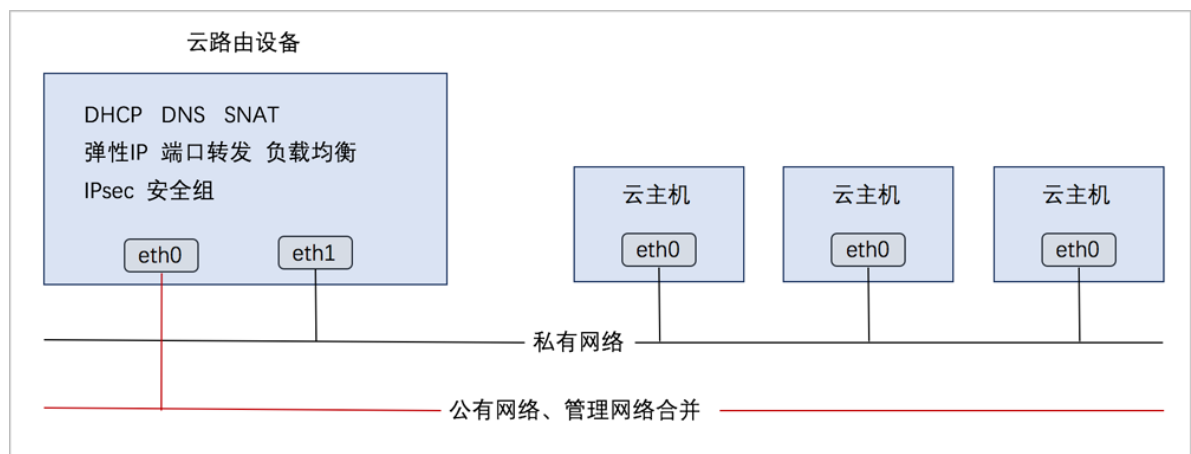 云路由设备
DHCP DNS SNAT
弹性IP 端口转发 负载均衡
IPsec 安全组
eth0
eth1
云主机
eth0
云主机
eth0
云主机
eth0
私有网络
公有网络、管理网络合并